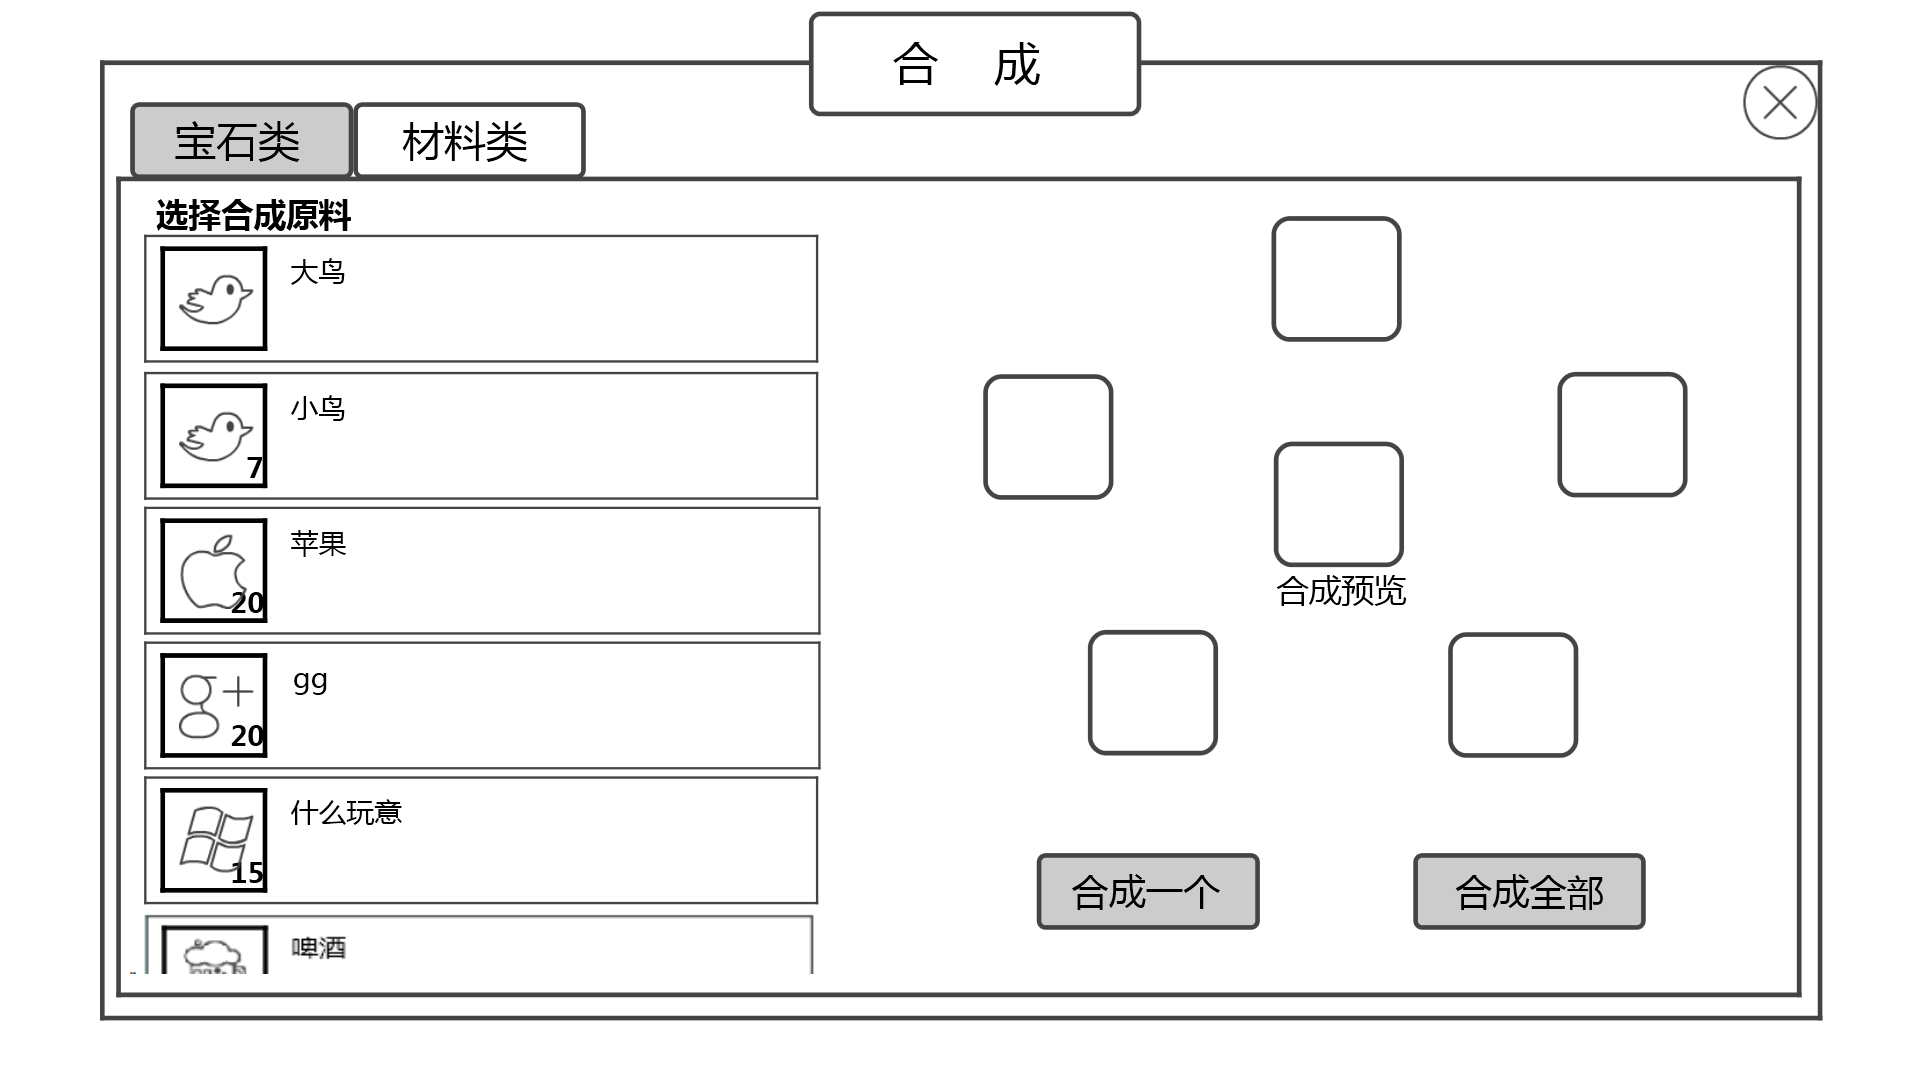 合 成
宝石类
材料类
选择合成原料
大鸟
小鸟
7
苹果
20
gg
g+
20
什么玩意
15
啤酒
合成预览
合成一个
合成全部